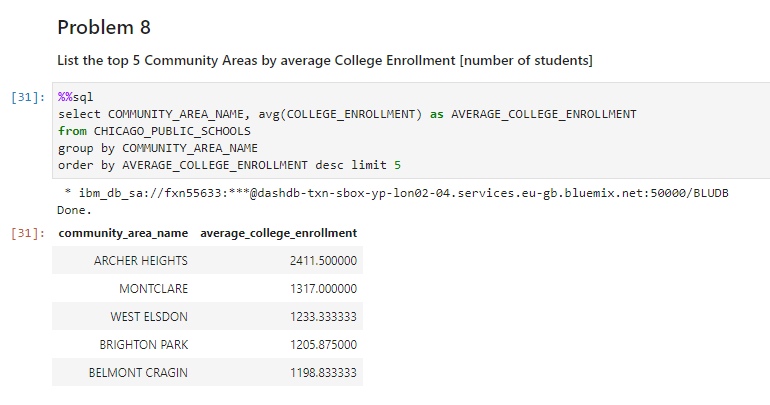 Problem 8
List the top 5 Community Areas by average College Enrollment [number of students]
[31]: %%sql
select COMMUNITY_AREA_NAME, avg(COLLEGE_ENROLLMENT) as AVERAGE_COLLEGE_ENROLLMENT
from CHICAGO_PUBLIC_SCHOOLS
group by COMMUNITY_AREA_NAME
order by AVERAGE_COLLEGE_ENROLLMENT desc limit 5
* ibm_db_sa://fxn55633:***@dashdb-txn-sbox-yp-lon02-04.services.eu-gb.bluemix.net:50000/BLUDB
Done.
[31]: community_area_name average_college_enrollment
ARCHER HEIGHTS 2411.500000
MONTCLARE 1317.000000
WEST ELSDON 1233.333333
BRIGHTON PARK 1205.875000
BELMONT CRAGIN 1198.833333